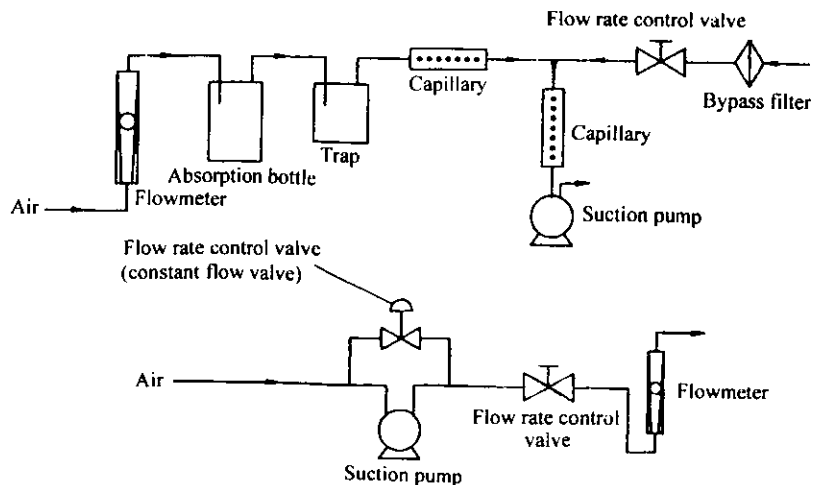 Flow rate control valve
Capillary
Bypass filter
Capillary
Trap
Absorption bottle
Flowmeter
Air
Suction pump
Flow rate control valve
(constant flow valve)
Air
Flowmeter
Flow rate control
valve
Suction pump